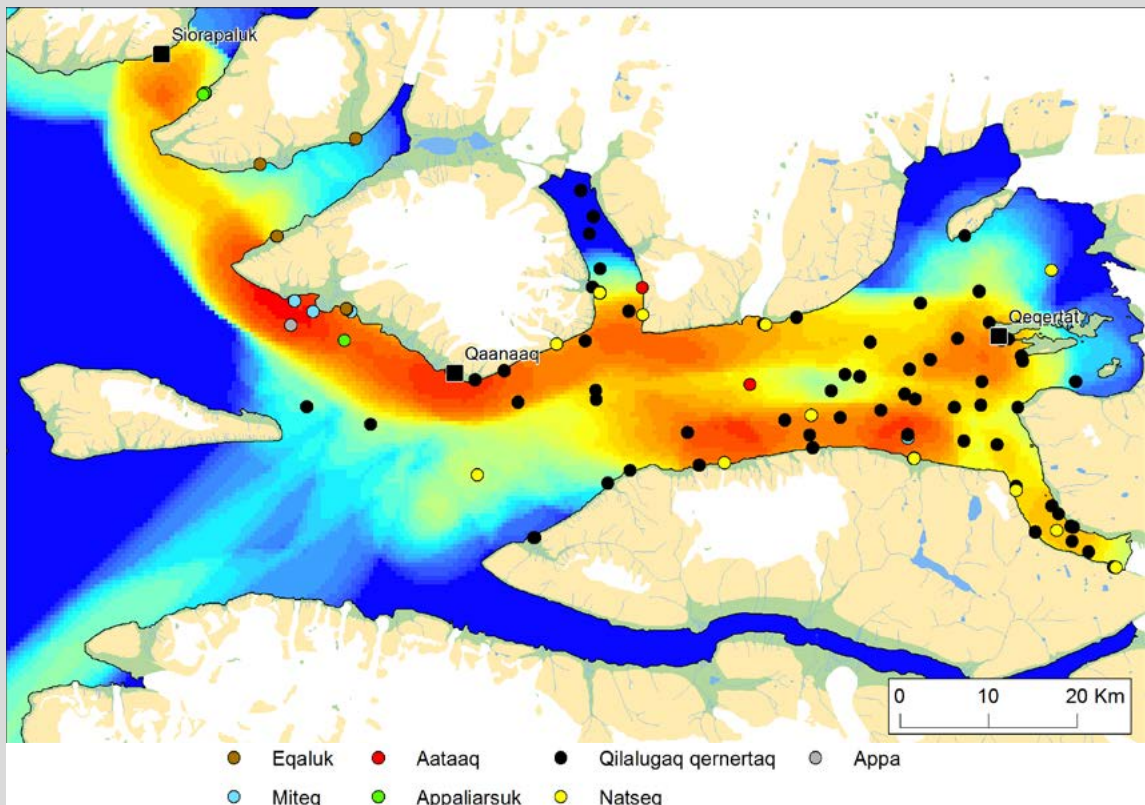 Siorapaluk
Qaanaaq
Qeqertat
0 10 20 Km
Eqaluk Aataaq Qilalugaq qernertaq Appa
Miteq Appaliarsuk Natseq